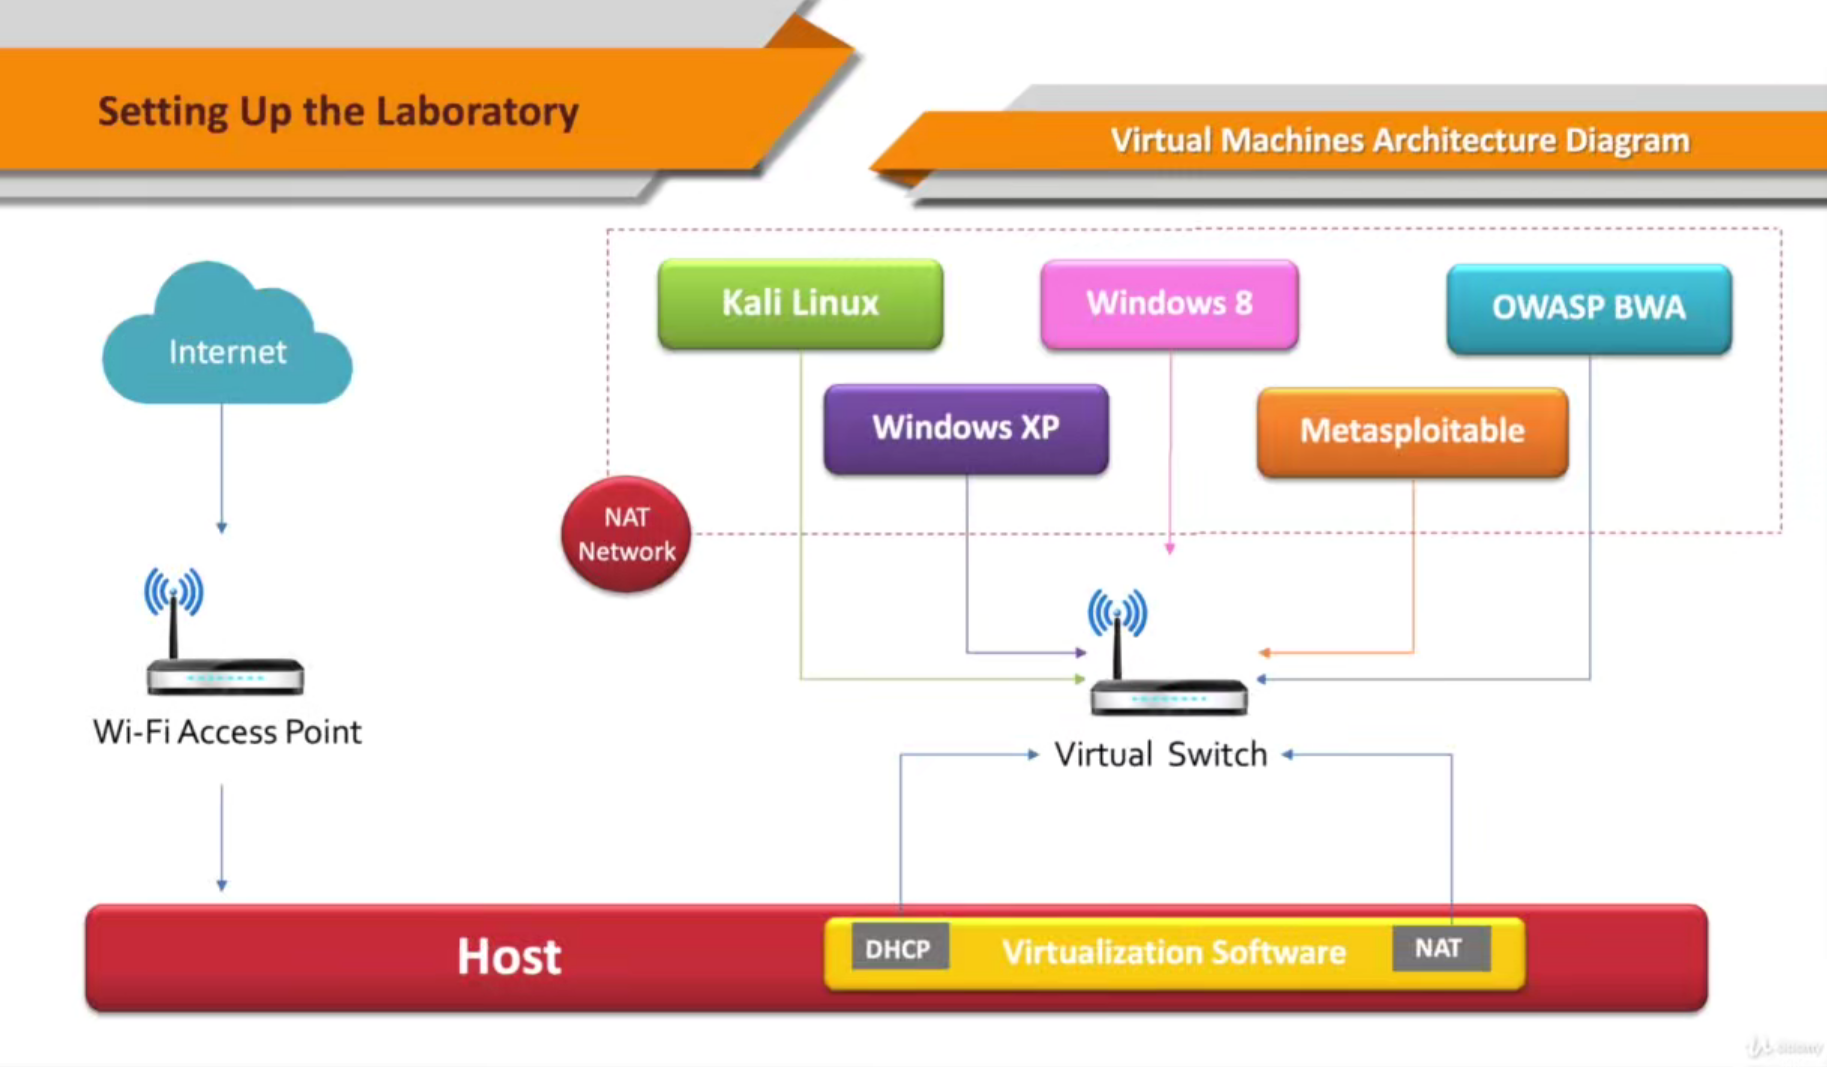 Setting Up the Laboratory
Virtual Machines Architecture Diagram
Internet
Kali Linux
Windows 8
OWASP BWA
Windows XP
Metasploitable
NAT
Network
Wi-Fi Access Point
Virtual Switch
Host
DHCP
Virtualization Software
NAT